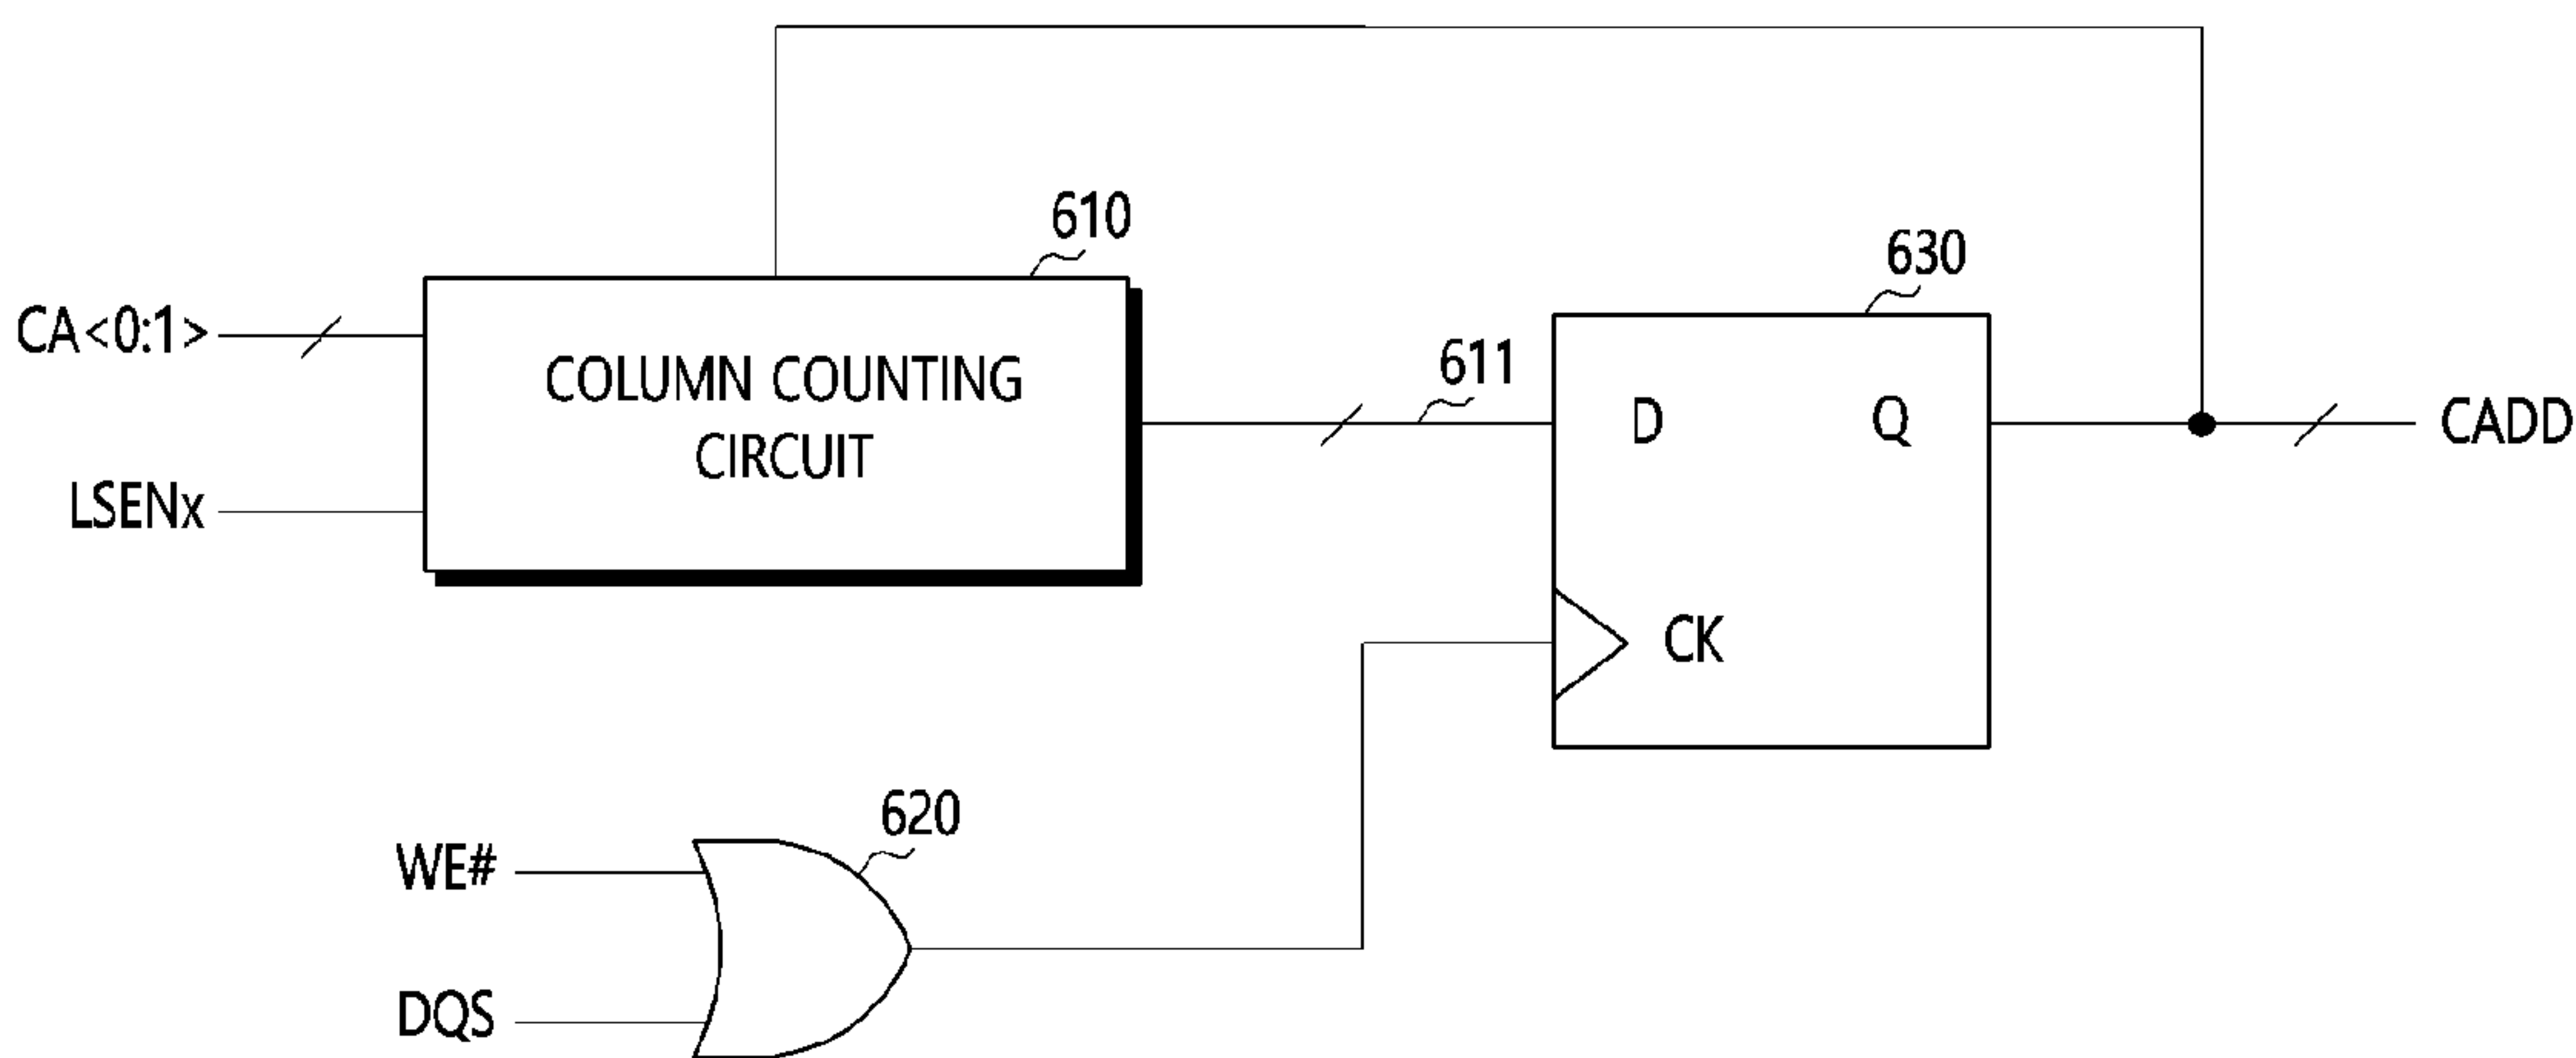 610
630
CA<0:1>
611
COLUMN COUNTING
CIRCUIT
D
Q
CADD
LSENx
CK
620
WE#
DQS